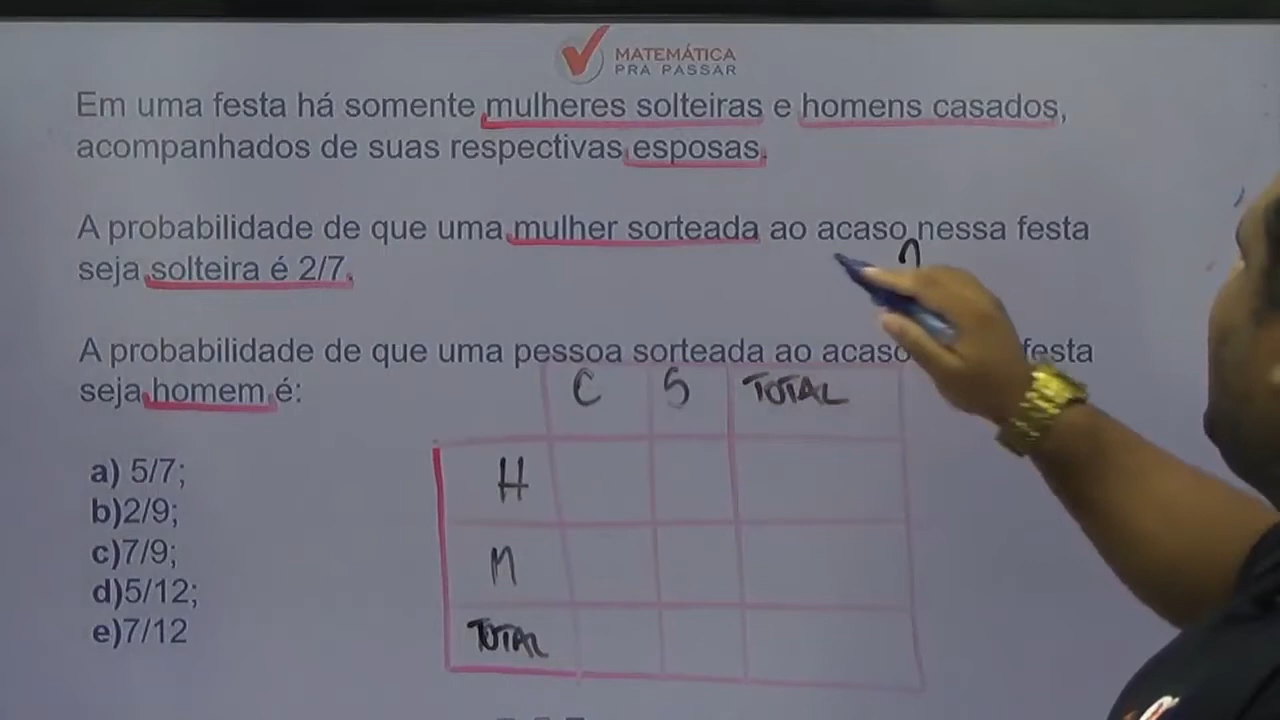 MATEMÁTICA
PRA PASSAR
Em uma festa há somente mulheres solteiras e homens casados,
acompanhados de suas respectivas esposas.
A probabilidade de que uma mulher sorteada ao acaso nessa festa
seja solteira é 2/7.
A probabilidade de que uma pessoa sorteada ao acaso festa
seja homem é:
C S TOTAL
H
M
TOTAL
a) 5/7;
b)2/9;
c)7/9;
d)5/12;
e)7/12